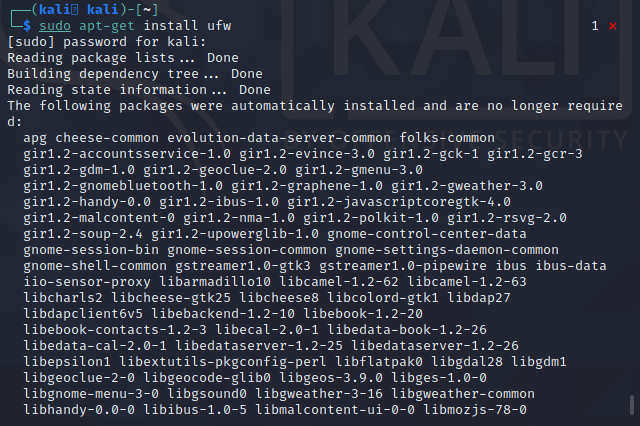 ┌──(kali㉿kali)-[~]
└─$ sudo apt-get install ufw 1 ⨯
[sudo] password for kali:
Reading package lists... Done
Building dependency tree... Done
Reading state information... Done
The following packages were automatically installed and are no longer require
d:
apg cheese-common evolution-data-server-common folks-common
gir1.2-accountsservice-1.0 gir1.2-evince-3.0 gir1.2-gck-1 gir1.2-gcr-3
gir1.2-gdm-1.0 gir1.2-geoclue-2.0 gir1.2-gmenu-3.0
gir1.2-gnomebluetooth-1.0 gir1.2-graphene-1.0 gir1.2-gweather-3.0
gir1.2-handy-0.0 gir1.2-ibus-1.0 gir1.2-javascriptcoregtk-4.0
gir1.2-malcontent-0 gir1.2-nma-1.0 gir1.2-polkit-1.0 gir1.2-rsvg-2.0
gir1.2-soup-2.4 gir1.2-upowerglib-1.0 gnome-control-center-data
gnome-session-bin gnome-session-common gnome-settings-daemon-common
gnome-shell-common gstreamer1.0-gtk3 gstreamer1.0-pipewire ibus ibus-data
iio-sensor-proxy libarmadillo10 libcamel-1.2-62 libcamel-1.2-63
libcharls2 libcheese-gtk25 libcheese8 libcolord-gtk1 libdap27
libdapclient6v5 libebackend-1.2-10 libebook-1.2-20
libebook-contacts-1.2-3 libecal-2.0-1 libedata-book-1.2-26
libedata-cal-2.0-1 libedataserver-1.2-25 libedataserver-1.2-26
libepsilon1 libextutils-pkgconfig-perl libflatpak0 libgdal28 libgdm1
libgeoclue-2-0 libgeocode-glib0 libgeos-3.9.0 libges-1.0-0
libgnome-menu-3-0 libgsound0 libgweather-3-16 libgweather-common
libhandy-0.0-0 libibus-1.0-5 libmalcontent-ui-0-0 libmozjs-78-0
KALI